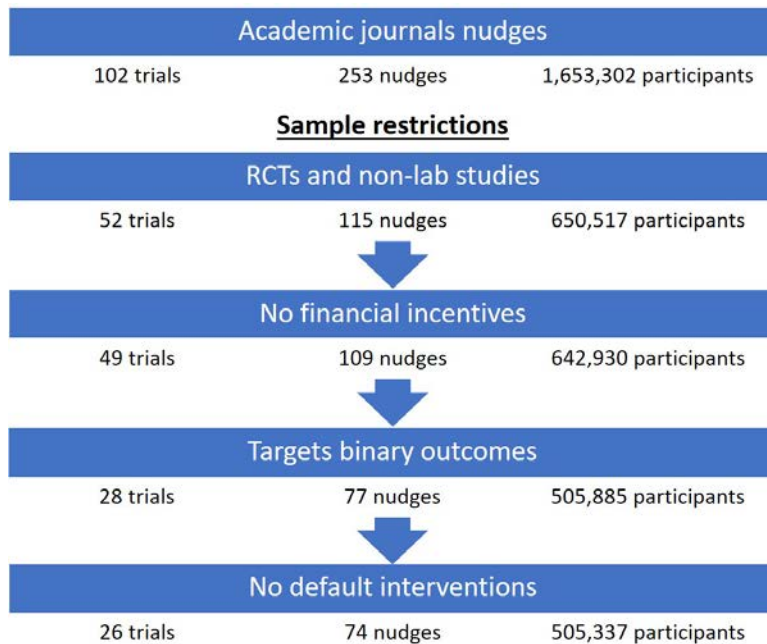 Academic journals nudges
102 trials 253 nudges 1,653,302 participants
Sample restrictions
RCTs and non-lab studies
52 trials 115 nudges 650,517 participants
No financial incentives
49 trials 109 nudges 642,930 participants
Targets binary outcomes
28 trials 77 nudges 505,885 participants
No default interventions
26 trials 74 nudges 505,337 participants